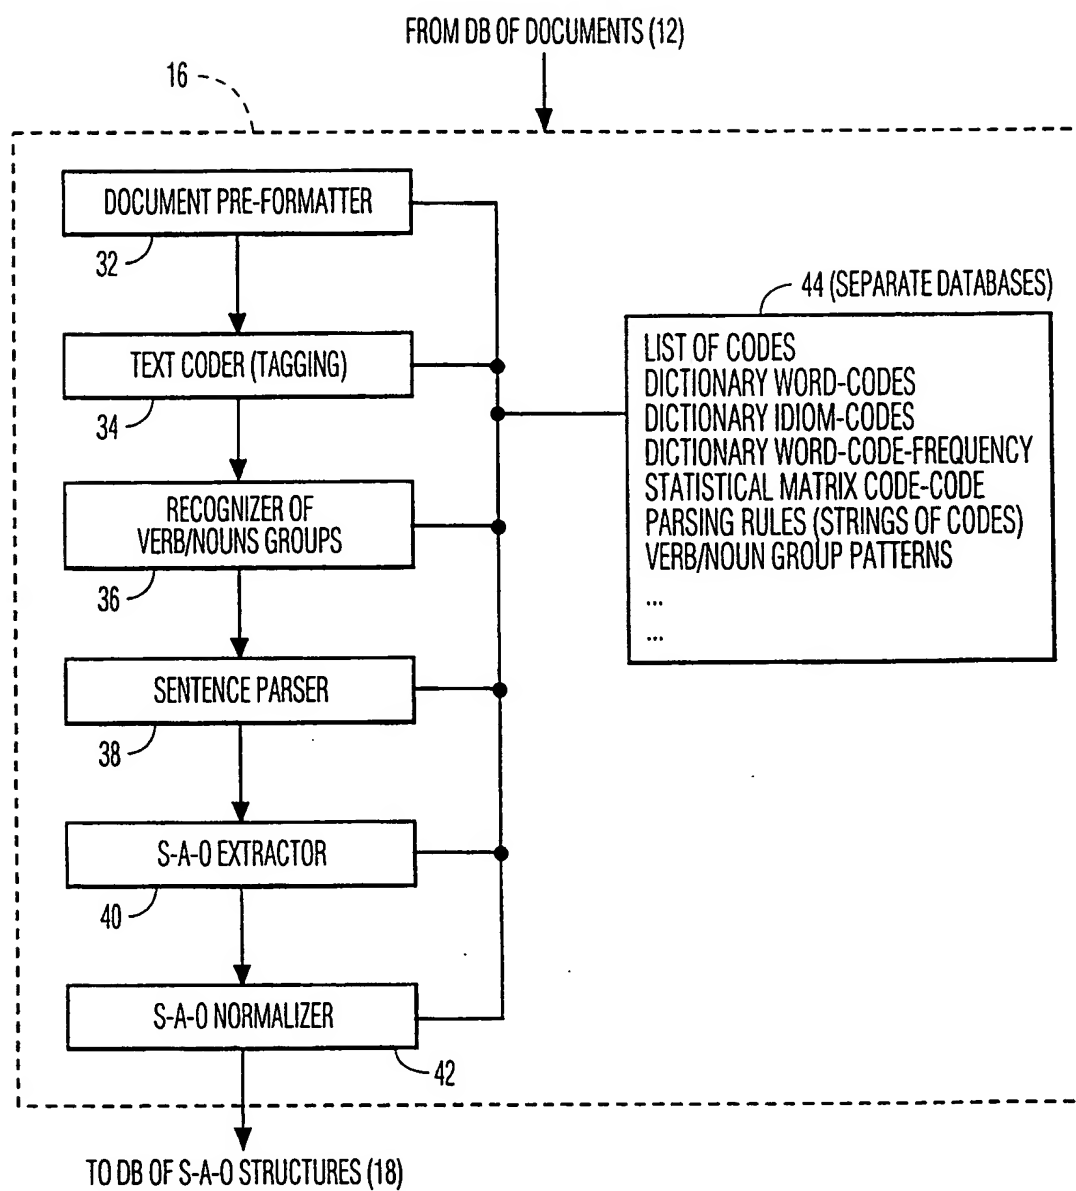 FROM DB OF DOCUMENTS (12)
16
DOCUMENT PRE-FORMATTER
32
44 (SEPARATE DATABASES)
TEXT CODER (TAGGING)
34
LIST OF CODES
DICTIONARY WORD-CODES
DICTIONARY IDIOM-CODES
DICTIONARY WORD-CODE-FREQUENCY
STATISTICAL MATRIX CODE-CODE
PARSING RULES (STRINGS OF CODES)
VERB/NOUN GROUP PATTERNS
...
...
RECOGNIZER OF
VERB/NOUNS GROUPS
36
SENTENCE PARSER
38
S-A-O EXTRACTOR
40
S-A-O NORMALIZER
42
TO DB OF S-A-O STRUCTURES (18)